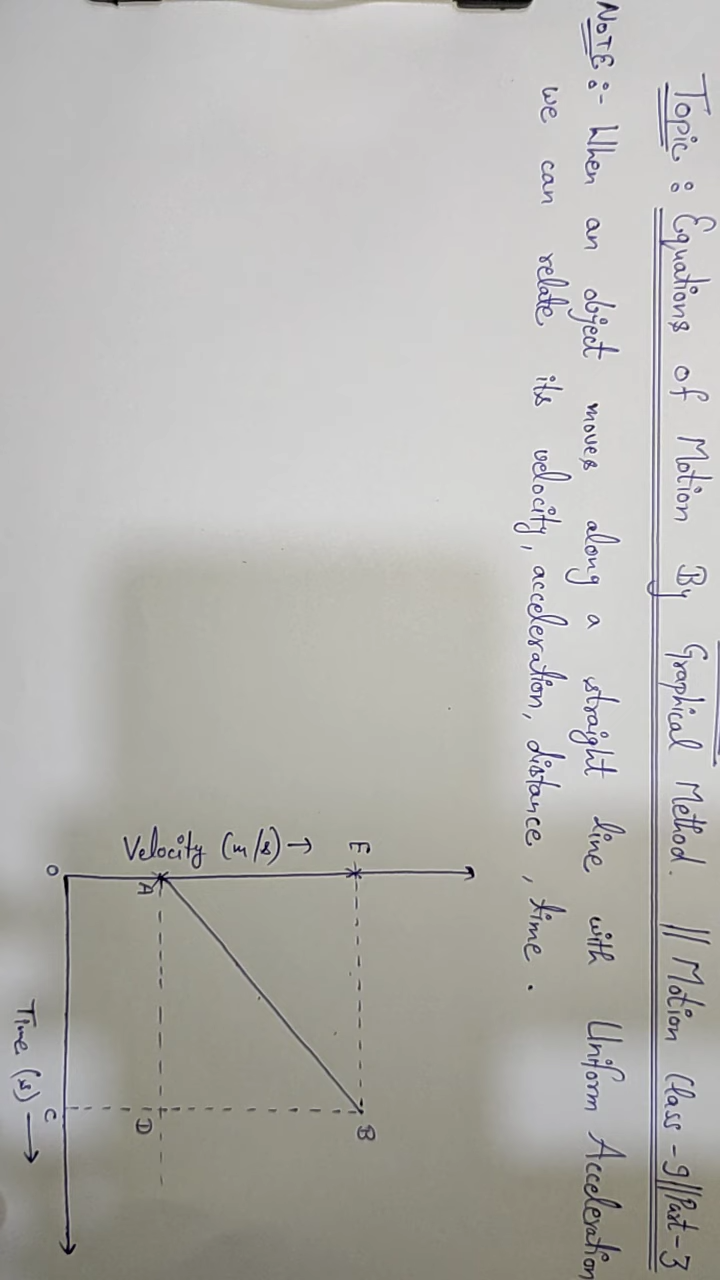 Topic : Equations of Motion By Graphical Method. || Motion Class - 9||Part-3
NOTE :- When an object moves along a straight line with Uniform Acceleration
we can relate its velocity, acceleration, distance, time .
Velocity (m/s) →
E
B
A
D
O
C
Time (s) →